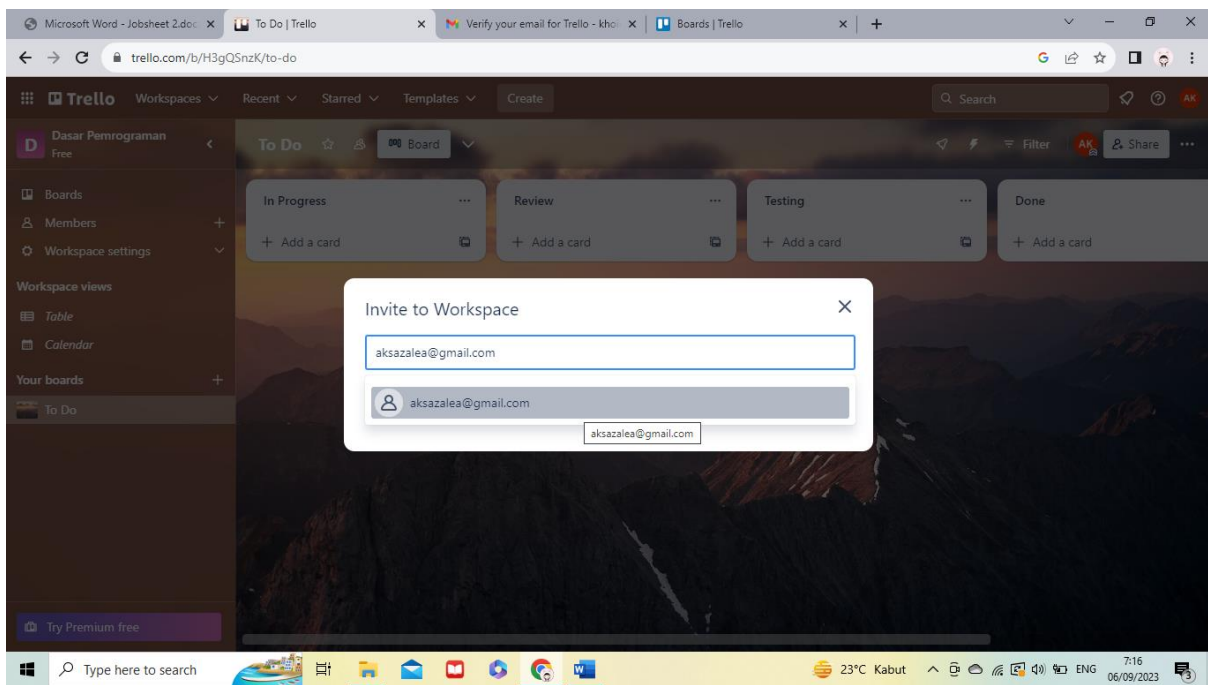 Microsoft Word - Jobsheet 2.doc
To Do | Trello
Verify your email for Trello - khoi
Boards | Trello
trello.com/b/H3gQSnzK/to-do
Trello Workspaces Recent Starred Templates Create Search AK
D Dasar Pemrograman
Free
To Do Board Filter AK Share
Boards
Members
Workspace settings
Workspace views
Table
Calendar
Your boards
To Do
Try Premium free
In Progress Review Testing Done
+ Add a card + Add a card + Add a card + Add a card
Invite to Workspace
aksazalea@gmail.com
aksazalea@gmail.com
aksazalea@gmail.com
Type here to search
23°C Kabut
ENG
7:16
06/09/2023
3